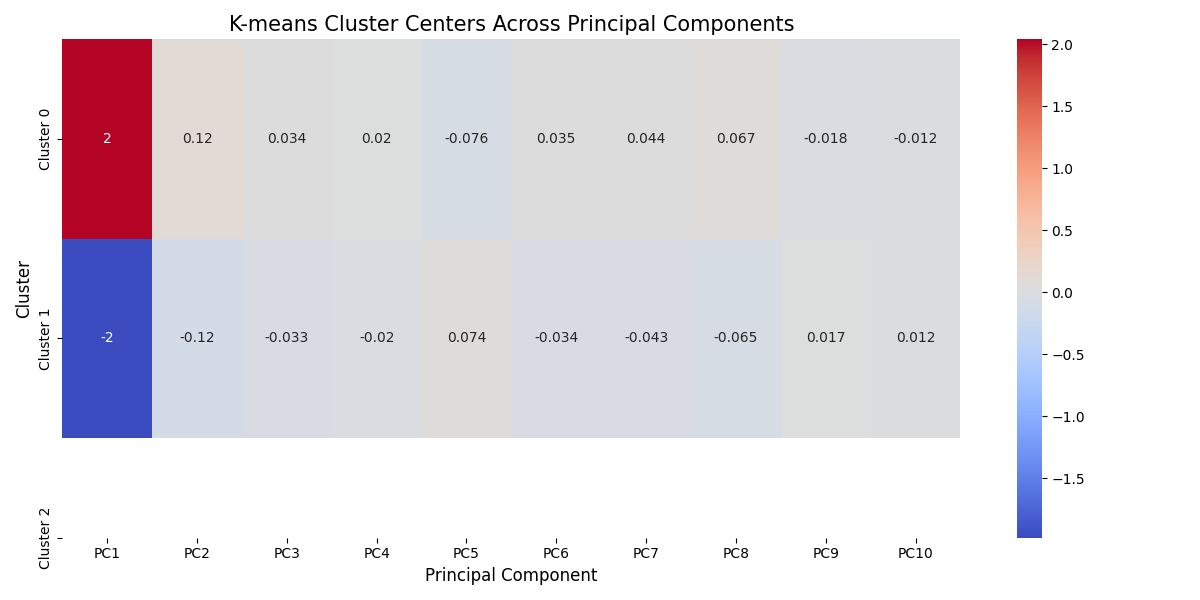 K-means Cluster Centers Across Principal Components
Cluster
Cluster 0
2 0.12 0.034 0.02 -0.076 0.035 0.044 0.067 -0.018 -0.012
Cluster 1
-2 -0.12 -0.033 -0.02 0.074 -0.034 -0.043 -0.065 0.017 0.012
Cluster 2
PC1 PC2 PC3 PC4 PC5 PC6 PC7 PC8 PC9 PC10
Principal Component
2.0
1.5
1.0
0.5
0.0
−0.5
−1.0
−1.5